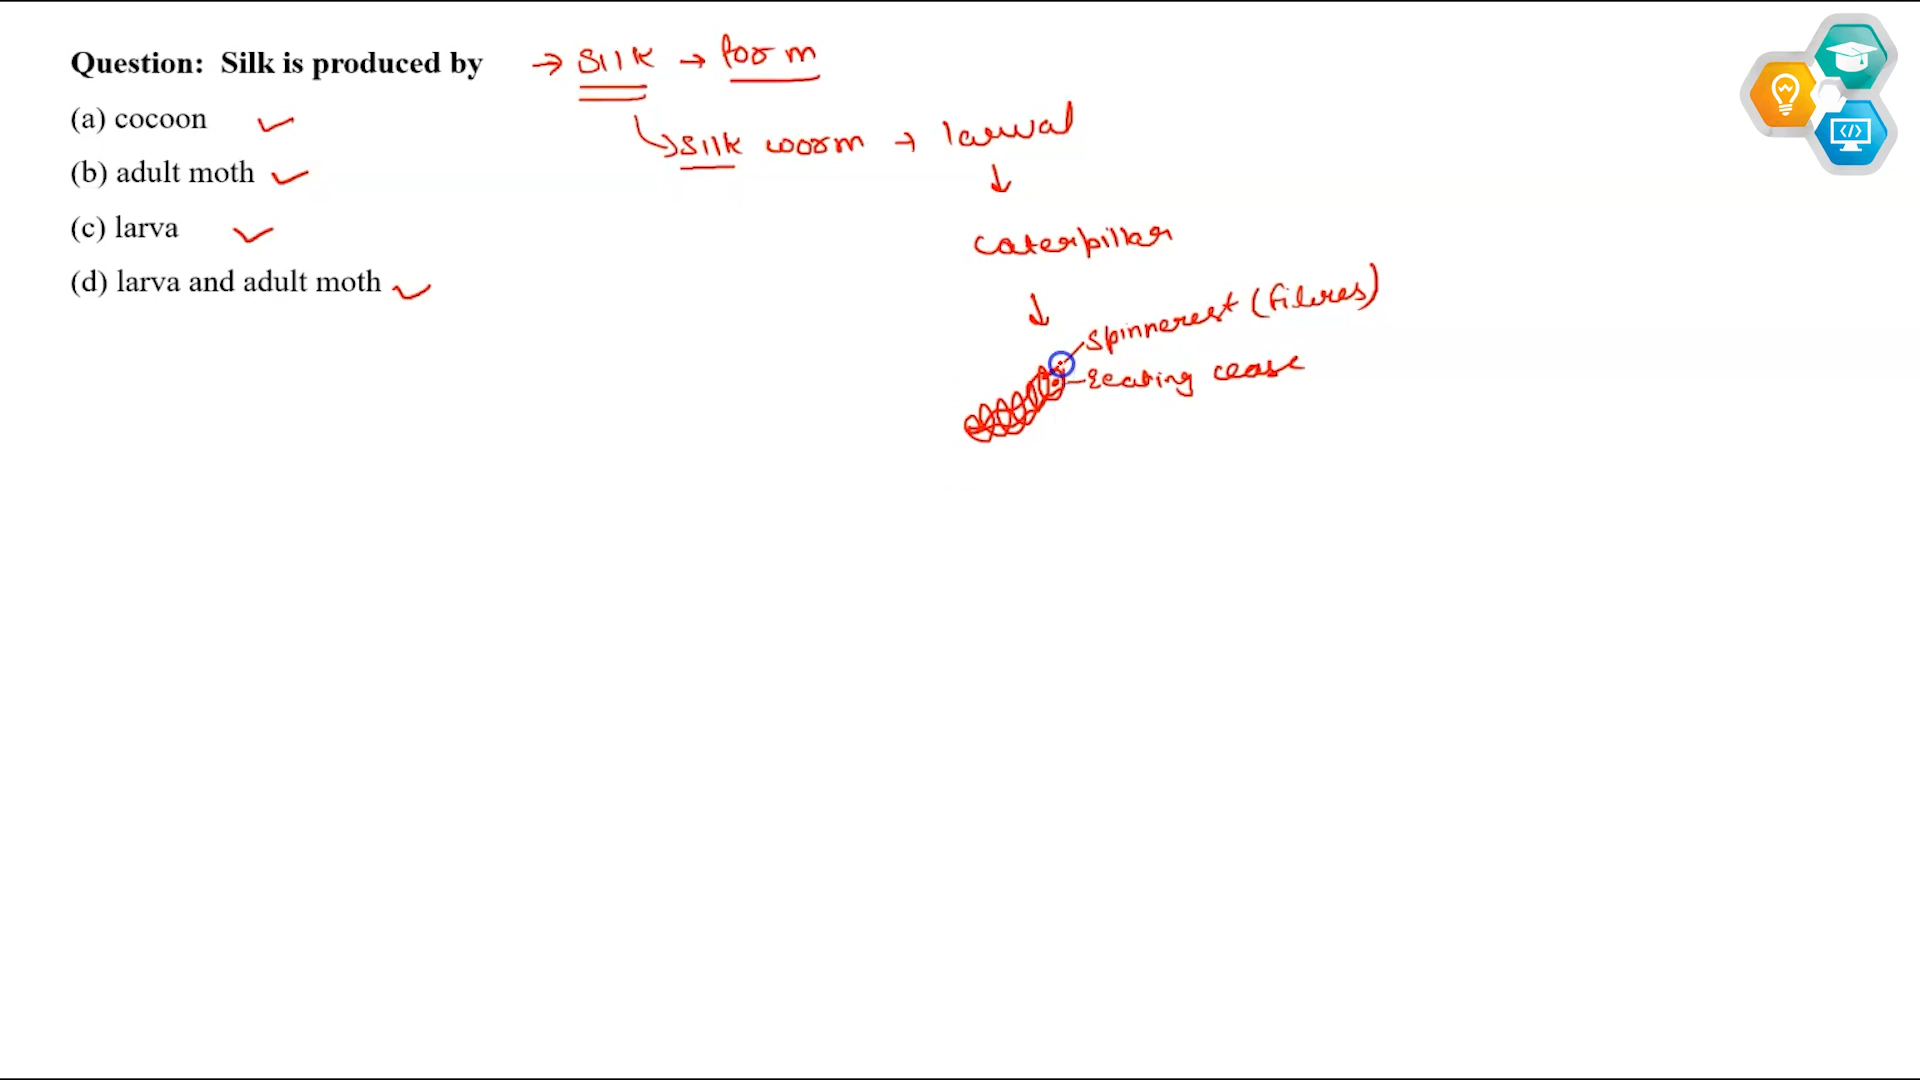 Question: Silk is produced by → silk → form
(a) cocoon
→ silk worm → larval
(b) adult moth
(c) larva
caterpillar
(d) larva and adult moth
spinnerest (fibres)
eating cease